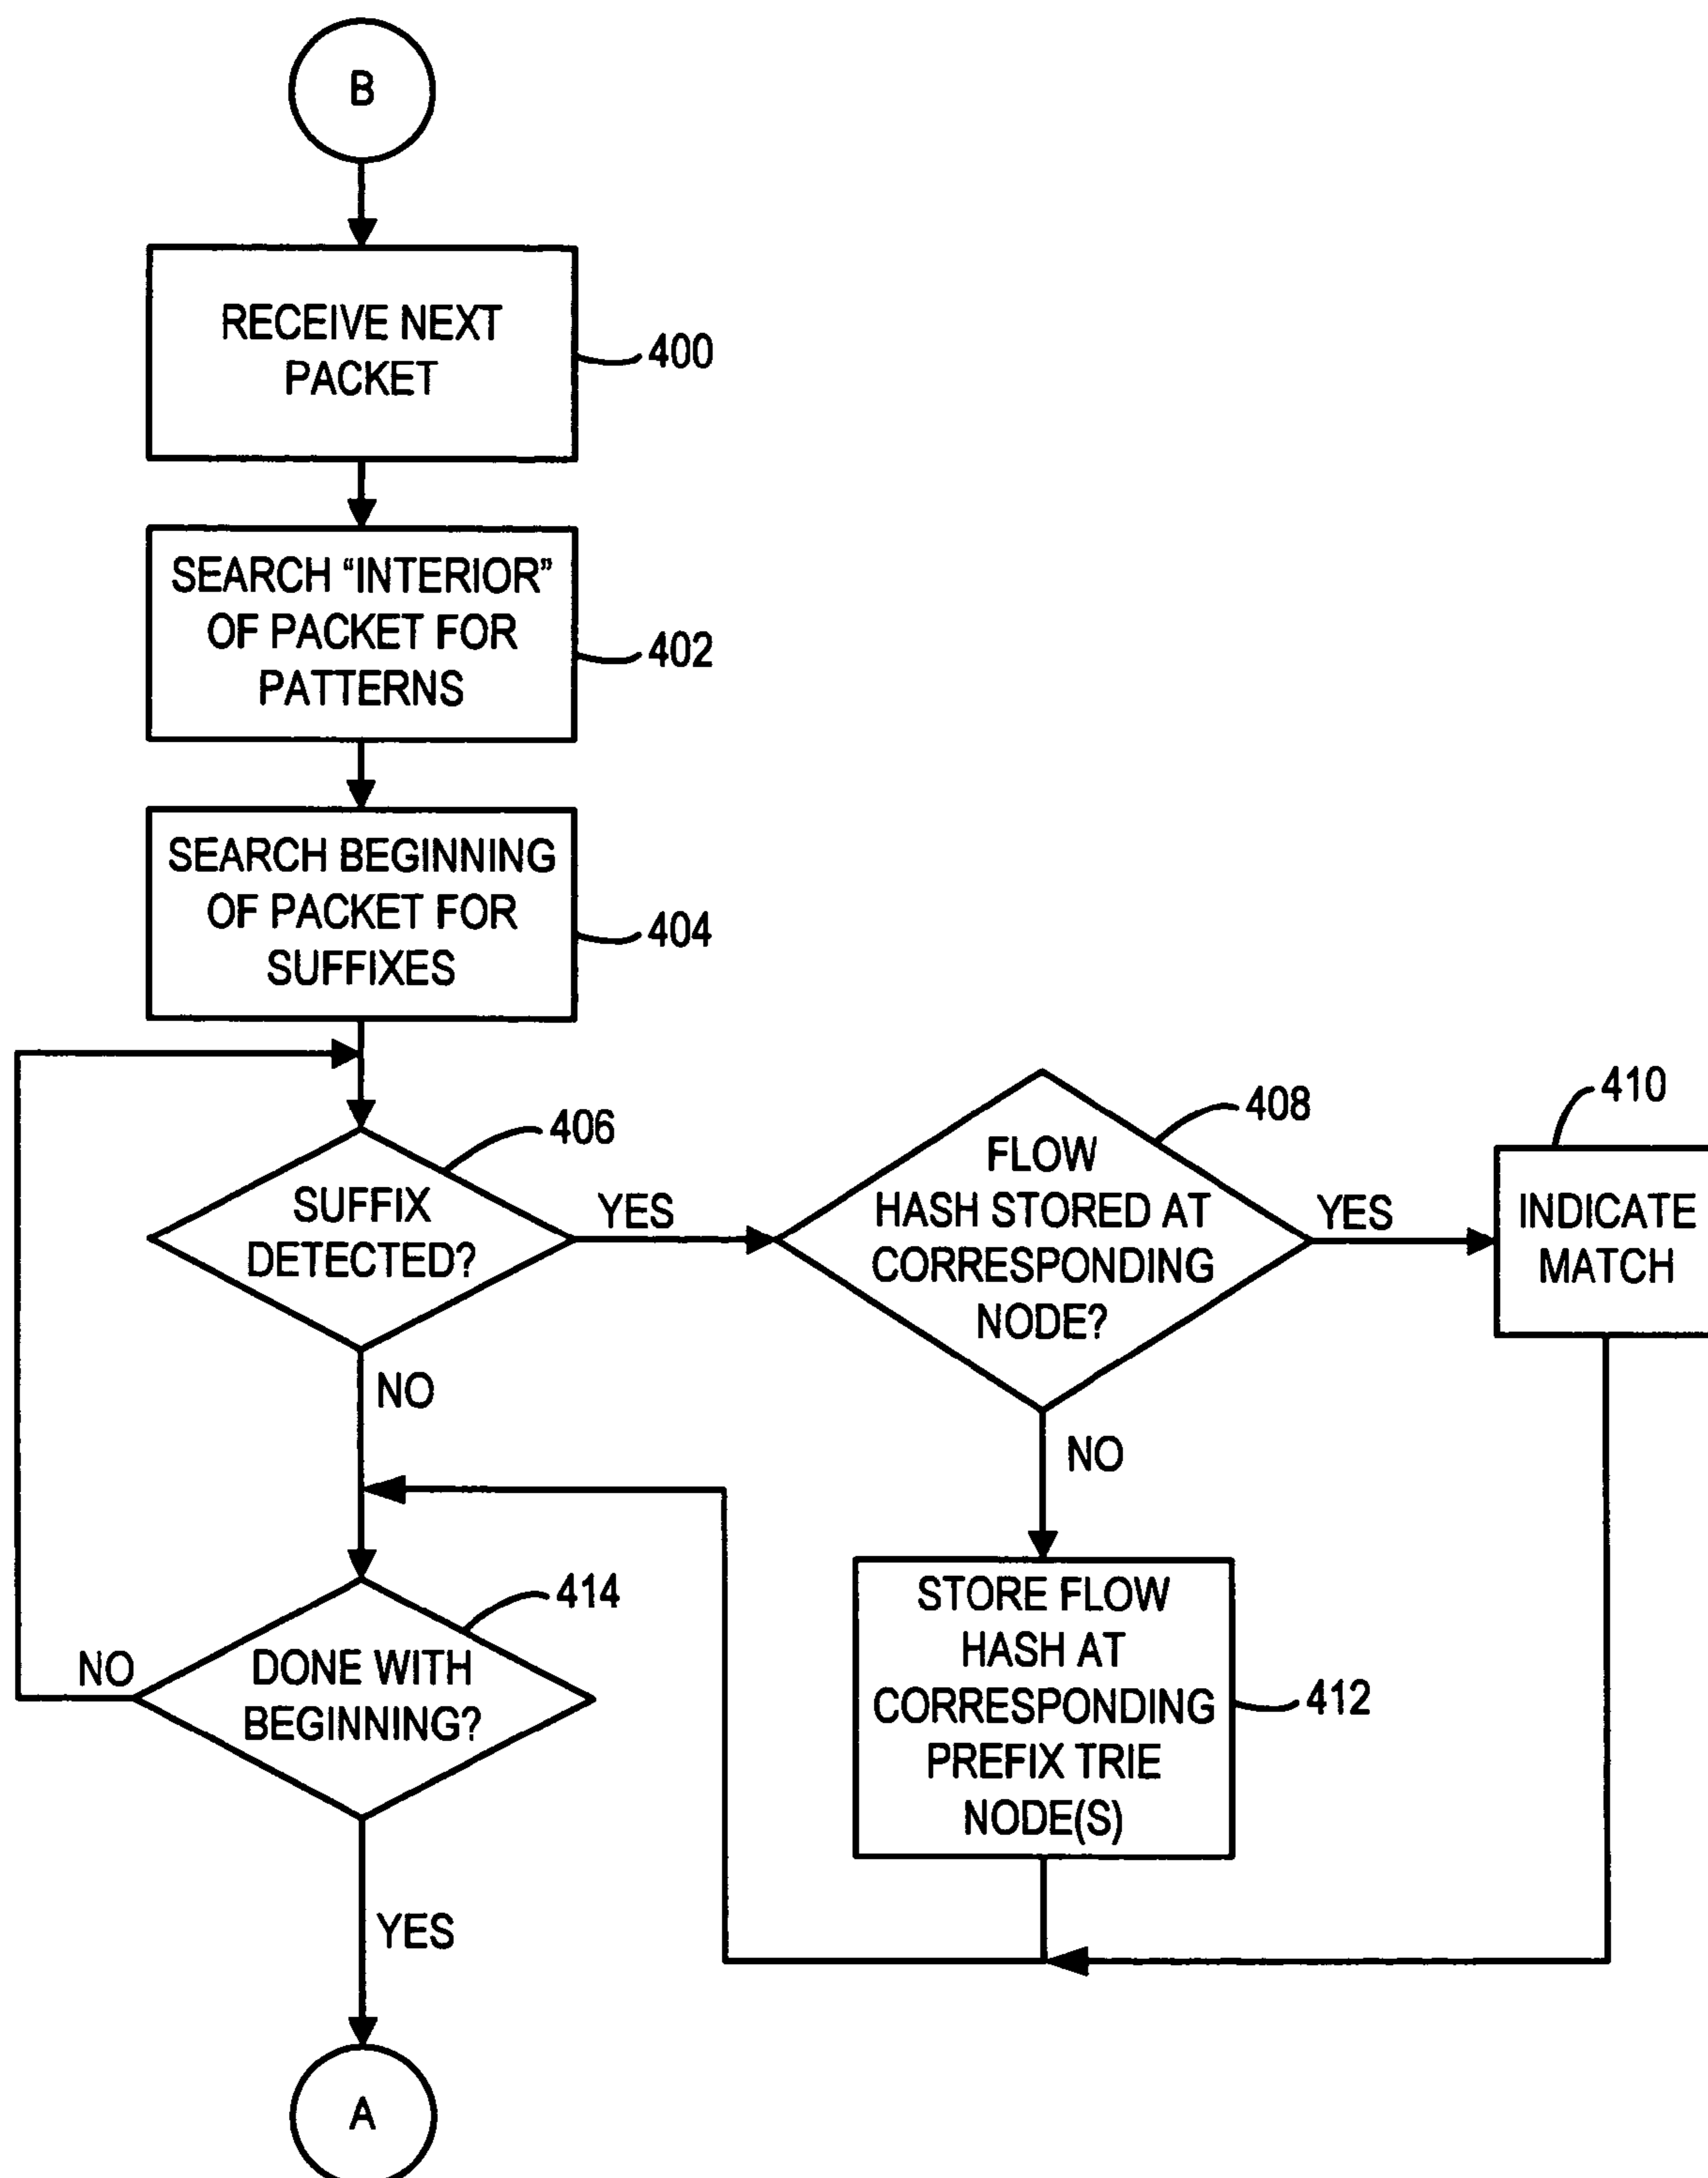 B
RECEIVE NEXT
PACKET
400
SEARCH “INTERIOR”
OF PACKET FOR
PATTERNS
402
SEARCH BEGINNING
OF PACKET FOR
SUFFIXES
404
406
SUFFIX
DETECTED?
YES
NO
408
FLOW
HASH STORED AT
CORRESPONDING
NODE?
YES
NO
410
INDICATE
MATCH
STORE FLOW
HASH AT
CORRESPONDING
PREFIX TRIE
NODE(S)
412
414
DONE WITH
BEGINNING?
NO
YES
A